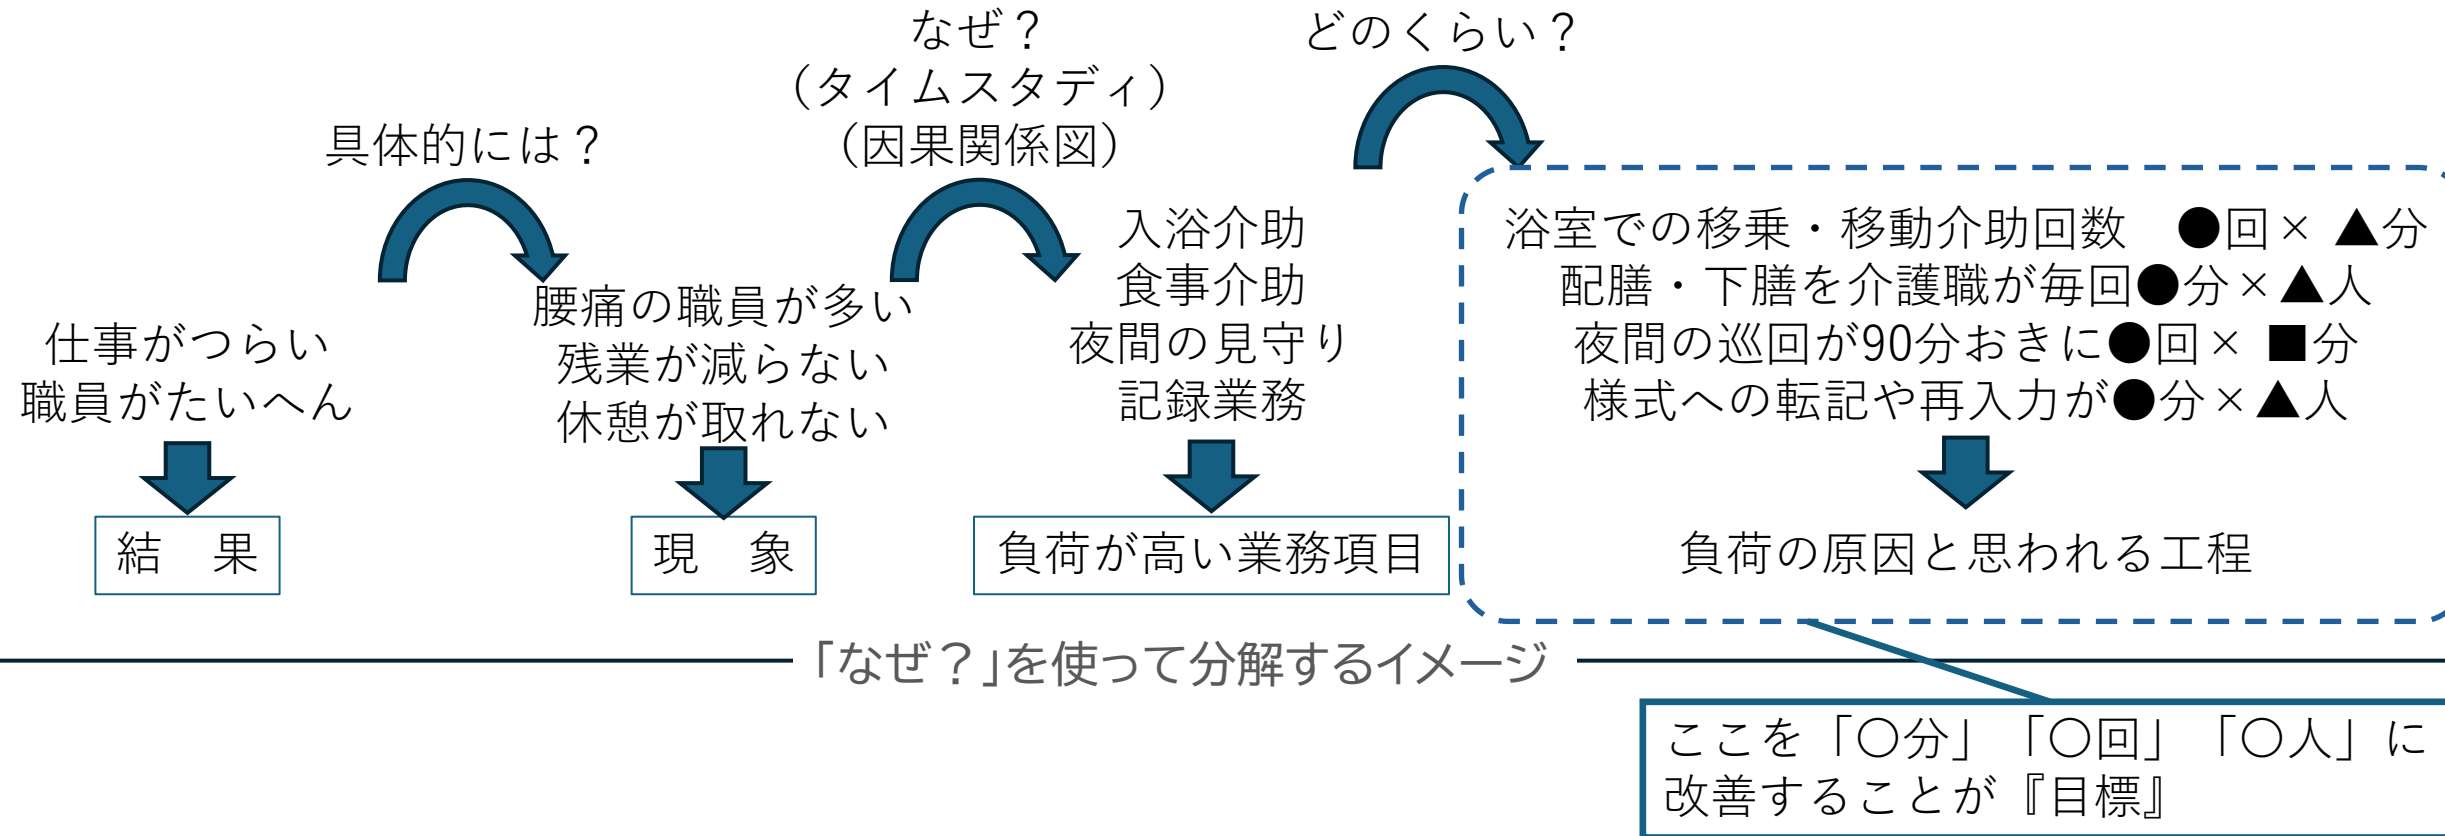 なぜ？
（タイムスタディ）
（因果関係図）
どのくらい？
具体的には？
仕事がつらい
職員がたいへん
結　果
腰痛の職員が多い
残業が減らない
休憩が取れない
現　象
入浴介助
食事介助
夜間の見守り
記録業務
負荷が高い業務項目
浴室での移乗・移動介助回数　●回× ▲分
配膳・下膳を介護職が毎回●分×▲人
夜間の巡回が90分おきに●回× ■分
様式への転記や再入力が●分×▲人
負荷の原因と思われる工程
「なぜ？」を使って分解するイメージ
ここを「〇分」「〇回」「〇人」に
改善することが『目標』